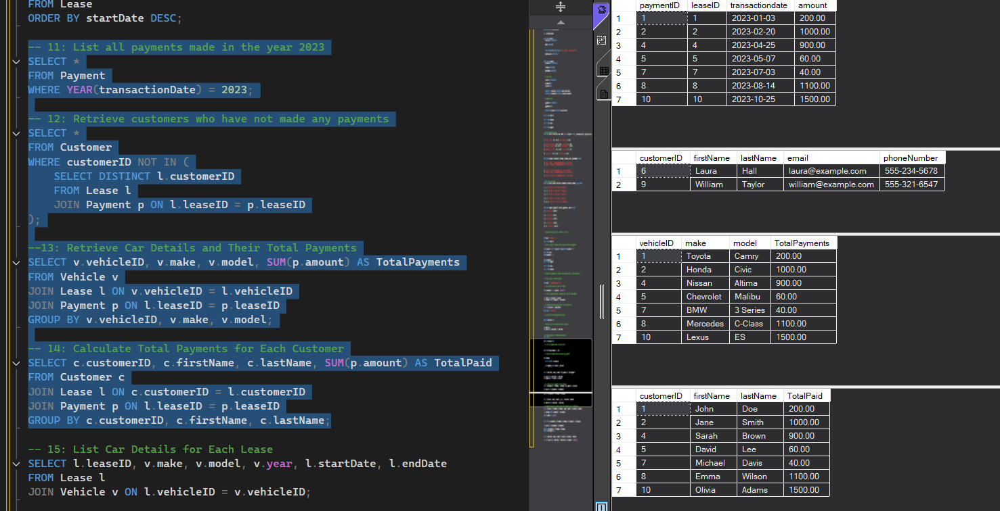 FROM Lease
ORDER BY startDate DESC;
-- 11: List all payments made in the year 2023
SELECT *
FROM Payment
WHERE YEAR(transactionDate) = 2023;
-- 12: Retrieve customers who have not made any payments
SELECT *
FROM Customer
WHERE customerID NOT IN (
SELECT DISTINCT l.customerID
FROM Lease l
JOIN Payment p ON l.leaseID = p.leaseID
);
--13: Retrieve Car Details and Their Total Payments
SELECT v.vehicleID, v.make, v.model, SUM(p.amount) AS TotalPayments
FROM Vehicle v
JOIN Lease l ON v.vehicleID = l.vehicleID
JOIN Payment p ON l.leaseID = p.leaseID
GROUP BY v.vehicleID, v.make, v.model;
-- 14: Calculate Total Payments for Each Customer
SELECT c.customerID, c.firstName, c.lastName, SUM(p.amount) AS TotalPaid
FROM Customer c
JOIN Lease l ON c.customerID = l.customerID
JOIN Payment p ON l.leaseID = p.leaseID
GROUP BY c.customerID, c.firstName, c.lastName;
-- 15: List Car Details for Each Lease
SELECT l.leaseID, v.make, v.model, v.year, l.startDate, l.endDate
FROM Lease l
JOIN Vehicle v ON l.vehicleID = v.vehicleID;
paymentID leaseID transactiondate amount
1 1 1 2023-01-03 200.00
2 2 2 2023-02-20 1000.00
3 4 4 2023-04-25 900.00
4 5 5 2023-05-07 60.00
5 7 7 2023-07-03 40.00
6 8 8 2023-08-14 1100.00
7 10 10 2023-10-25 1500.00
customerID firstName lastName email phoneNumber
1 6 Laura Hall laura@example.com 555-234-5678
2 9 William Taylor william@example.com 555-321-6547
vehicleID make model TotalPayments
1 1 Toyota Camry 200.00
2 2 Honda Civic 1000.00
3 4 Nissan Altima 900.00
4 5 Chevrolet Malibu 60.00
5 7 BMW 3 Series 40.00
6 8 Mercedes C-Class 1100.00
7 10 Lexus ES 1500.00
customerID firstName lastName TotalPaid
1 1 John Doe 200.00
2 2 Jane Smith 1000.00
3 4 Sarah Brown 900.00
4 5 David Lee 60.00
5 7 Michael Davis 40.00
6 8 Emma Wilson 1100.00
7 10 Olivia Adams 1500.00